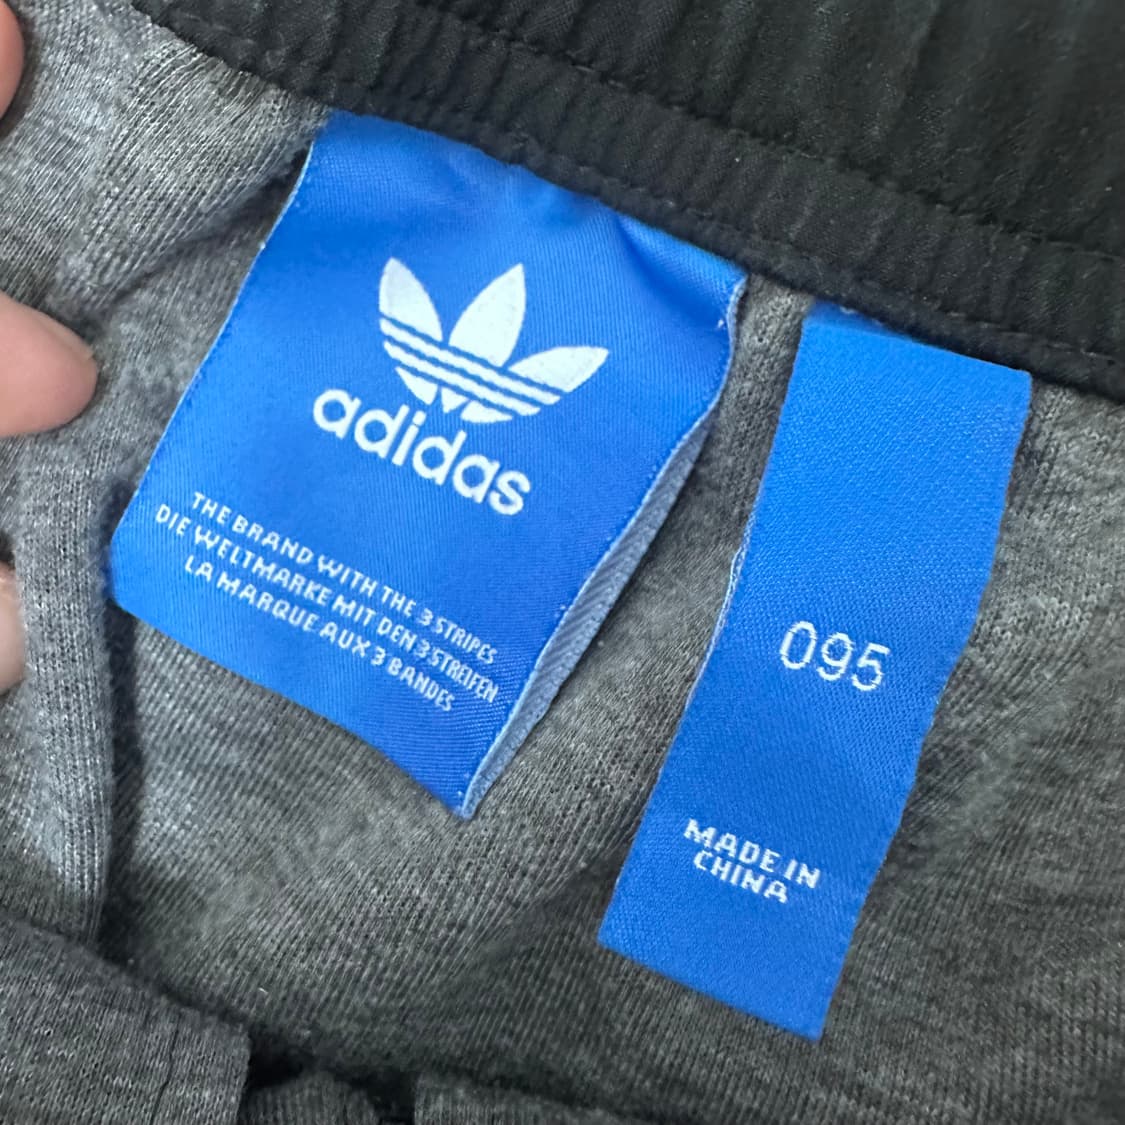 adidas
THE BRAND WITH THE 3 STRIPES
DIE WELTMARKE MIT DEN 3 STREIFEN
LA MARQUE AUX 3 BANDES
095
MADE IN
CHINA